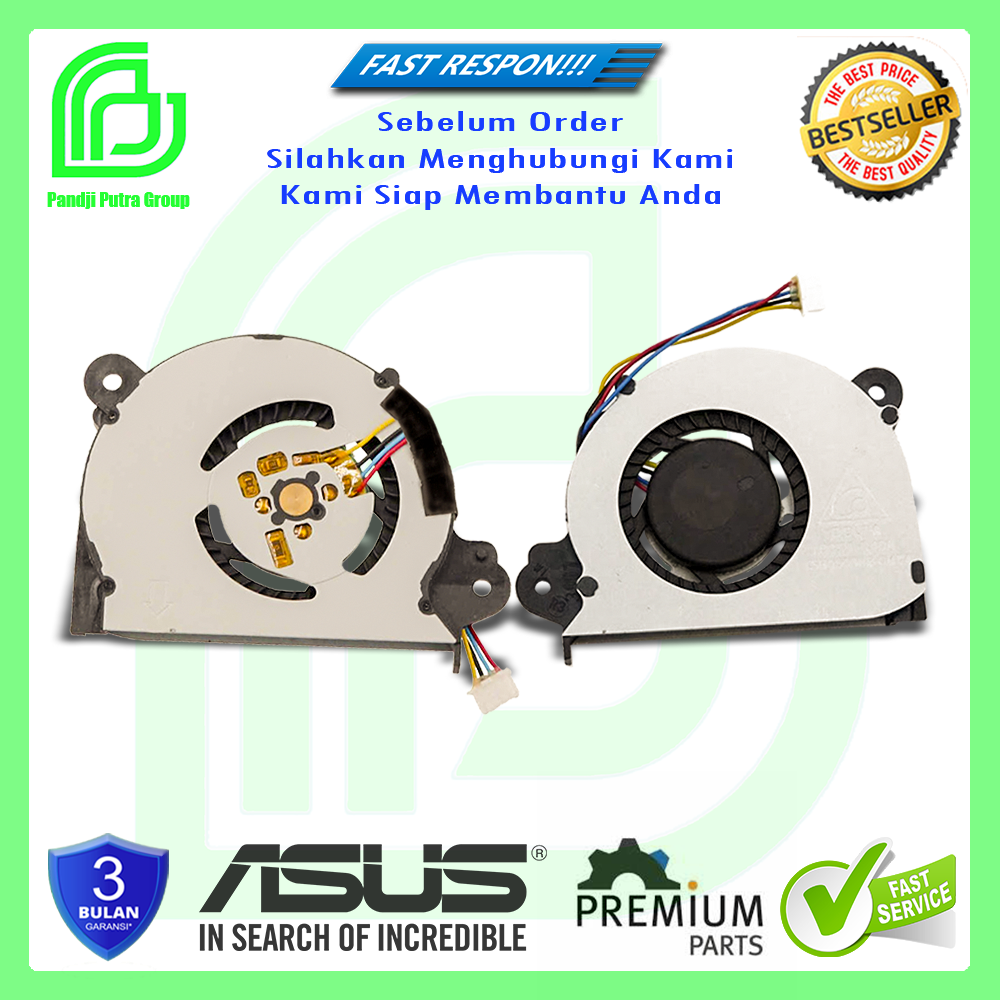 Pandji Putra Group
FAST RESPON!!!
Sebelum Order
Silahkan Menghubungi Kami
Kami Siap Membantu Anda
THE BEST PRICE
BESTSELLER
THE BEST QUALITY
3
BULAN
GARANSI*
ASUS®
IN SEARCH OF INCREDIBLE
PREMIUM
PARTS
FAST
SERVICE